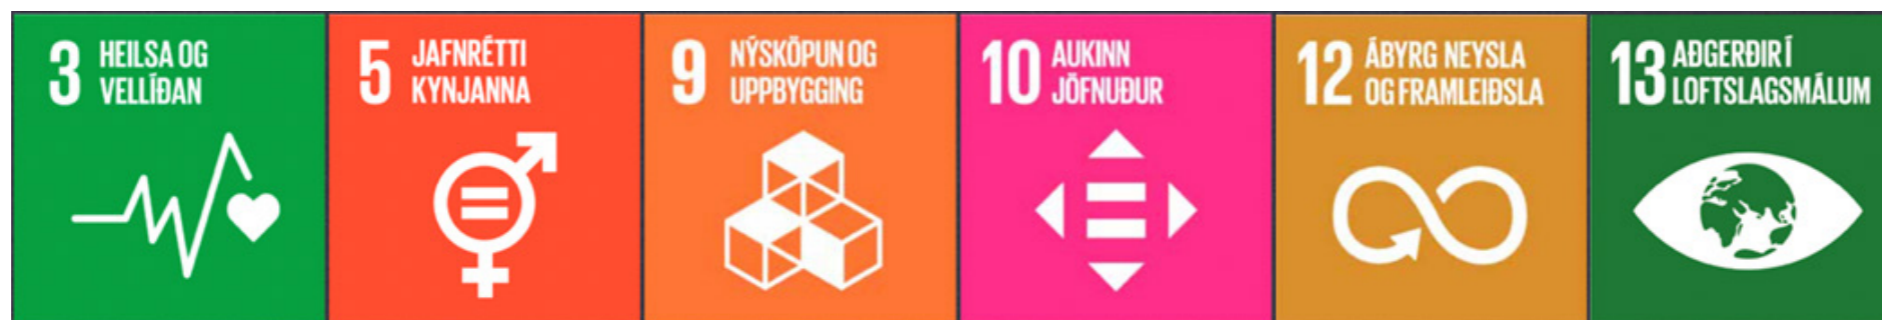 3 HEILSA OG
VELLÍÐAN
5 JAFNRÉTTI
KYNJANNA
9 NÝSKÖPUN OG
UPPBYGGING
10 AUKINN
JÖFNUÐUR
12 ÁBYRG NEYSLA
OG FRAMLEIÐSLA
13 AÐGERÐIR Í
LOFTSLAGSMÁLUM